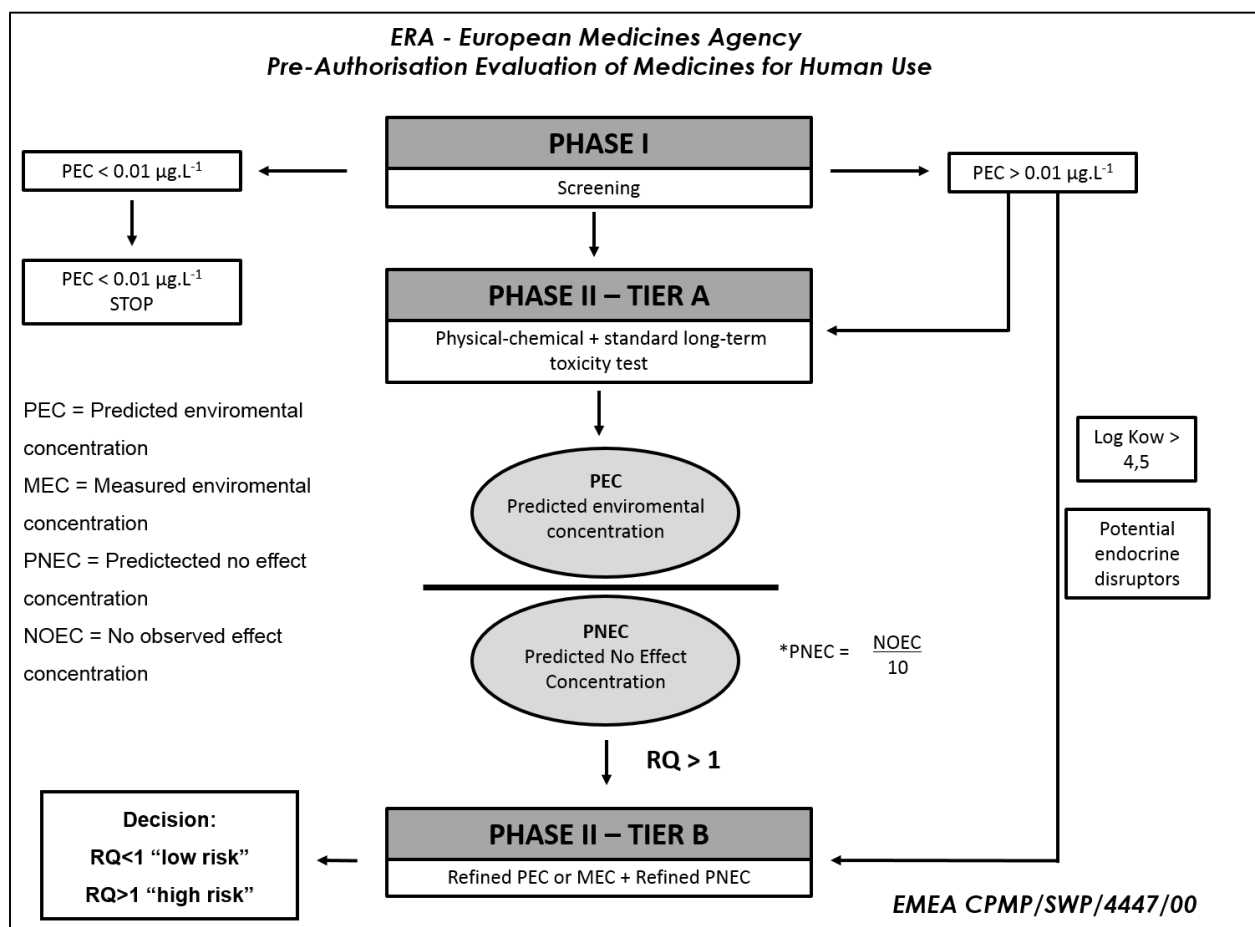 ERA - European Medicines Agency
Pre-Authorisation Evaluation of Medicines for Human Use
PHASE I
Screening
PEC < 0.01 µg.L-1
PEC > 0.01 µg.L-1
PEC < 0.01 µg.L-1
STOP
PHASE II – TIER A
Physical-chemical + standard long-term
toxicity test
PEC = Predicted enviromental
concentration
MEC = Measured enviromental
concentration
PNEC = Predictected no effect
concentration
NOEC = No observed effect
concentration
PEC
Predicted enviromental
concentration
Log Kow >
4,5
Potential
endocrine
disruptors
PNEC
Predicted No Effect
Concentration
*PNEC = NOEC
10
RQ > 1
PHASE II – TIER B
Refined PEC or MEC + Refined PNEC
Decision:
RQ<1 “low risk”
RQ>1 “high risk”
EMEA CPMP/SWP/4447/00